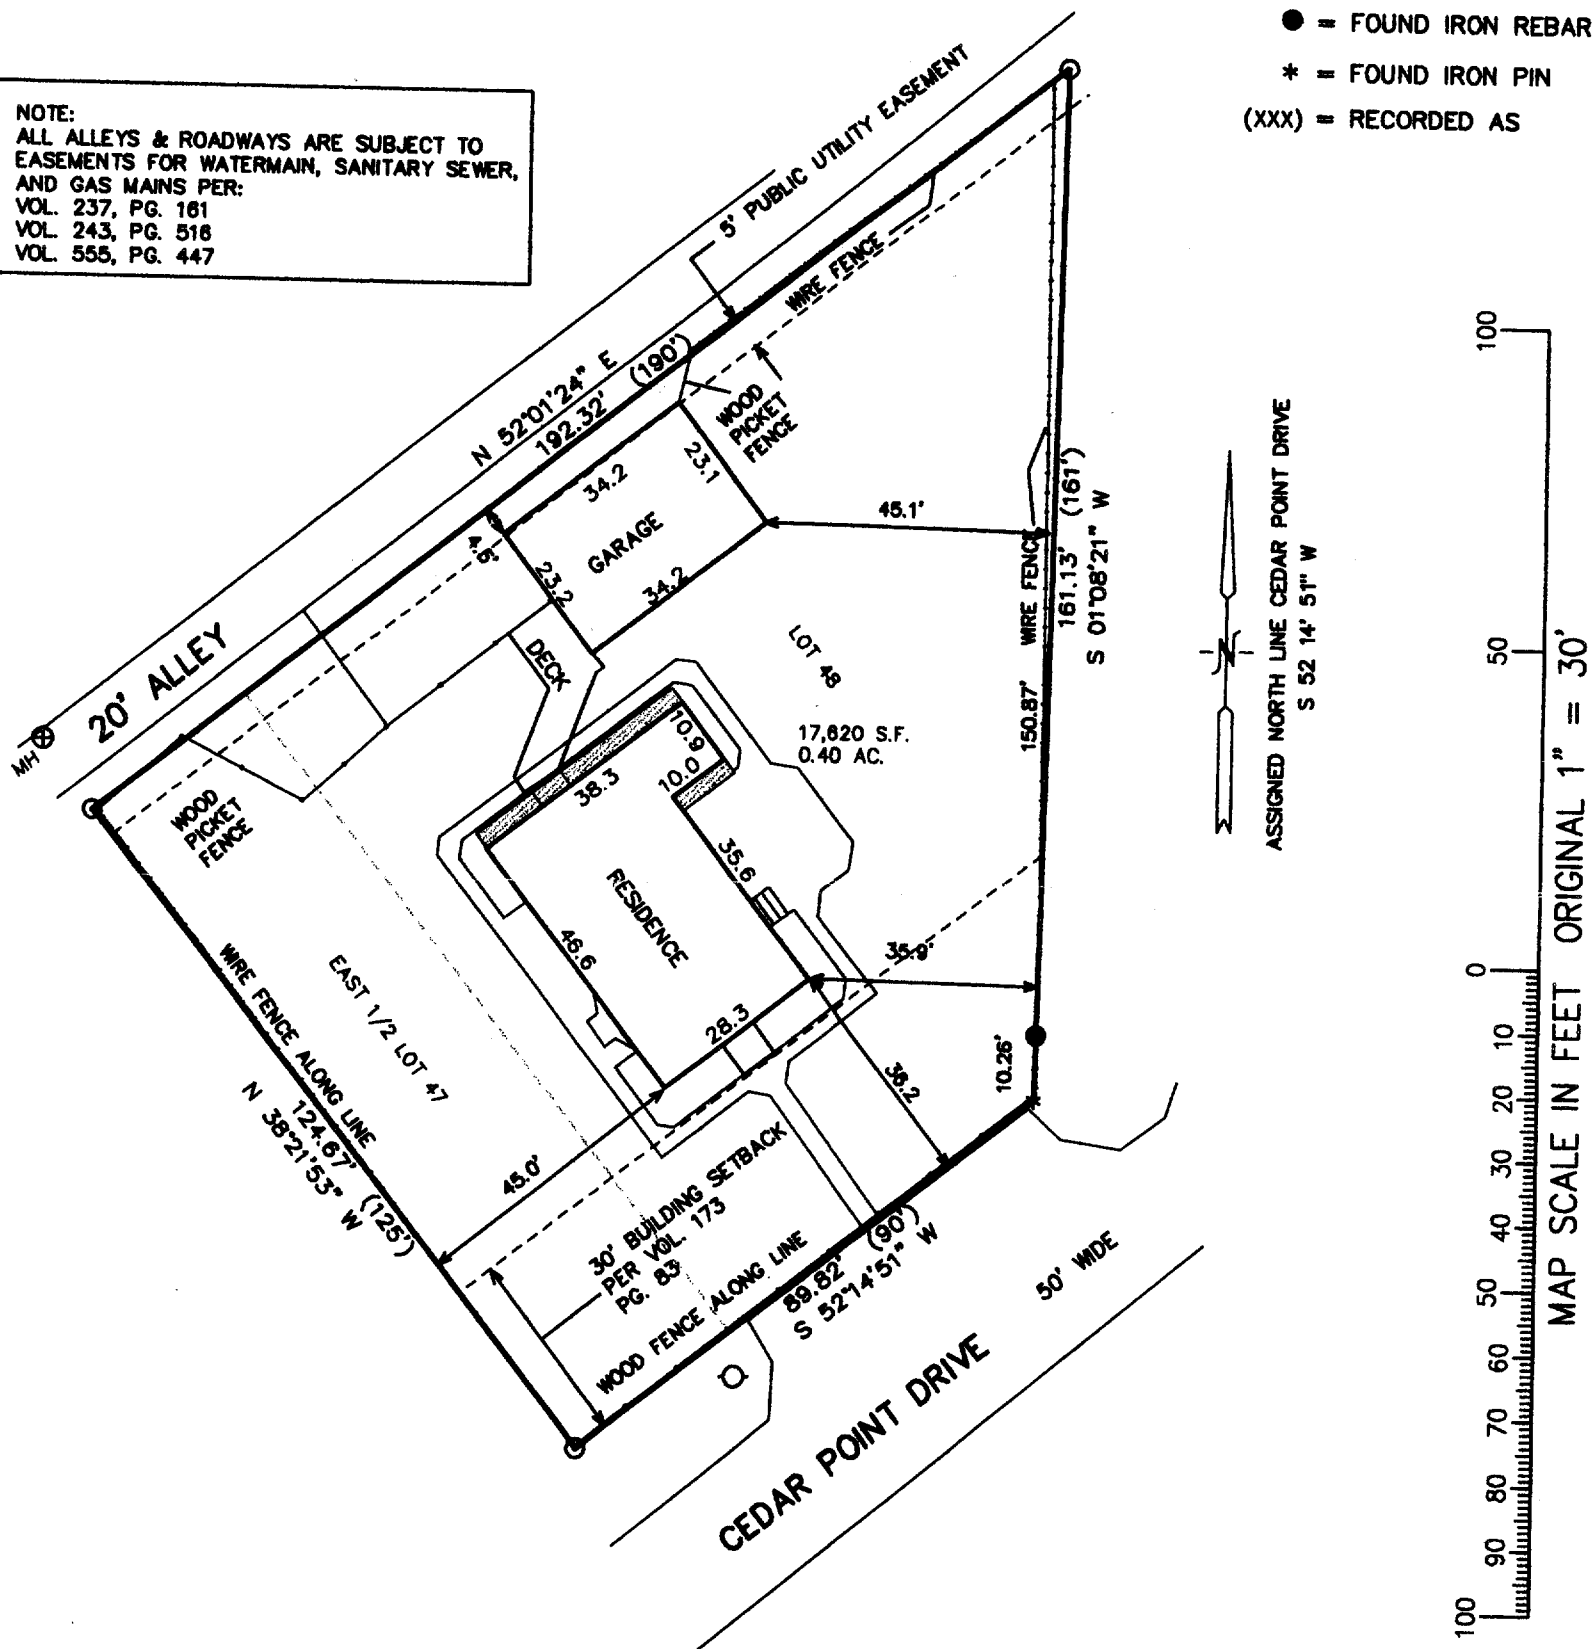 ● = FOUND IRON REBAR
* = FOUND IRON PIN
(XXX) = RECORDED AS
NOTE:
ALL ALLEYS & ROADWAYS ARE SUBJECT TO
EASEMENTS FOR WATERMAIN, SANITARY SEWER,
AND GAS MAINS PER:
VOL. 237, PG. 161
VOL. 243, PG. 516
VOL. 555, PG. 447
5' PUBLIC UTILITY EASEMENT
WIRE FENCE
N 52°01'24" E
192.32' (190')
WOOD
PICKET
FENCE
34.2
23.1
GARAGE
4.5'
23.2
34.2
45.1'
WIRE FENCE
161.13' (161')
S 01°08'21" W
150.87'
DECK
LOT 48
17,620 S.F.
0.40 AC.
20' ALLEY
MH
WOOD
PICKET
FENCE
10.9
10.0
38.3
35.6
RESIDENCE
46.6
28.3
35.9'
36.2
10.26'
EAST 1/2 LOT 47
WIRE FENCE ALONG LINE
124.67' (125')
N 38°21'53" W
45.0'
30' BUILDING SETBACK
PER VOL. 173
PG. 83
WOOD FENCE ALONG LINE
89.82' (90')
S 52°14'51" W
50' WIDE
CEDAR POINT DRIVE
N
ASSIGNED NORTH LINE CEDAR POINT DRIVE
S 52 14' 51" W
100
50
0
10
20
30
40
50
60
70
80
90
100
MAP SCALE IN FEET ORIGINAL 1" = 30'